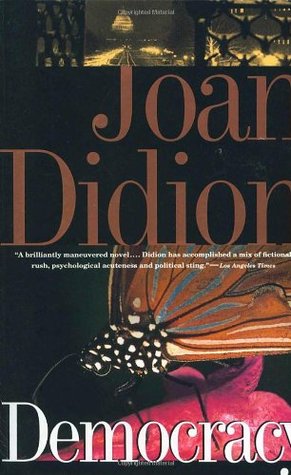 Joan
Didion
"A brilliantly maneuvered novel.... Didion has accomplished a mix of fictional
rush, psychological acuteness and political sting."—Los Angeles Times
Democracy